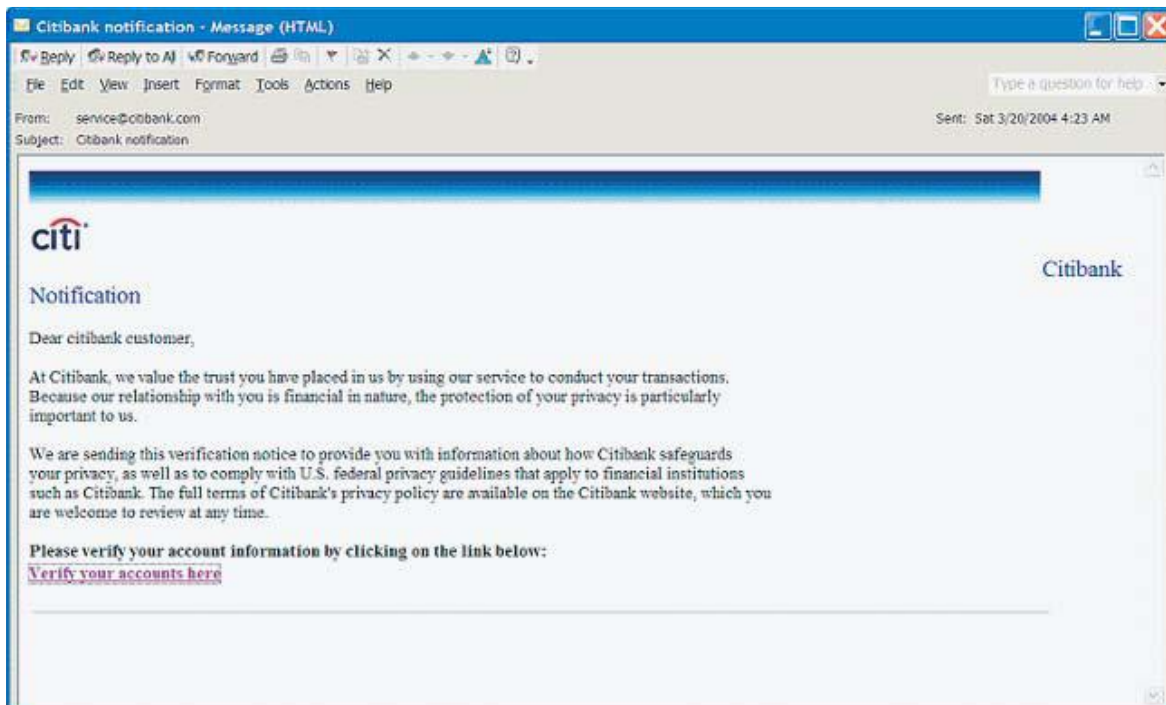 Citibank notification - Message (HTML)
Reply Reply to All Forward
File Edit View Insert Format Tools Actions Help
Type a question for help
From: service@citibank.com
Sent: Sat 3/20/2004 4:23 AM
Subject: Citibank notification
citi
Citibank
Notification
Dear citibank customer,
At Citibank, we value the trust you have placed in us by using our service to conduct your transactions.
Because our relationship with you is financial in nature, the protection of your privacy is particularly
important to us.
We are sending this verification notice to provide you with information about how Citibank safeguards
your privacy, as well as to comply with U.S. federal privacy guidelines that apply to financial institutions
such as Citibank. The full terms of Citibank's privacy policy are available on the Citibank website, which you
are welcome to review at any time.
Please verify your account information by clicking on the link below:
Verify your accounts here